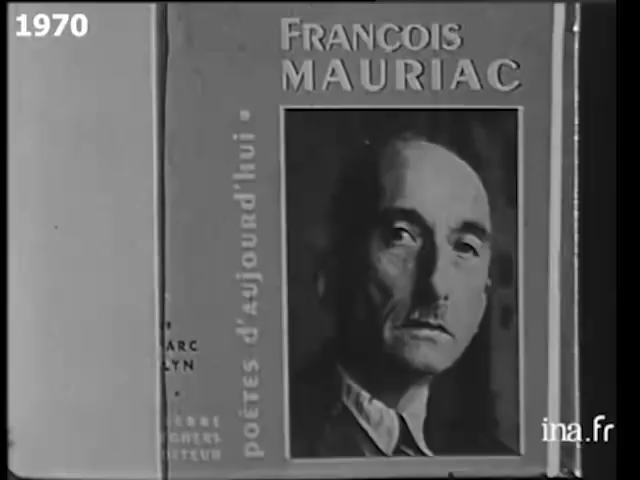 1970
FRANÇOIS
MAURIAC
poètes d'aujourd'hui
ARC
LYN
ina.fr